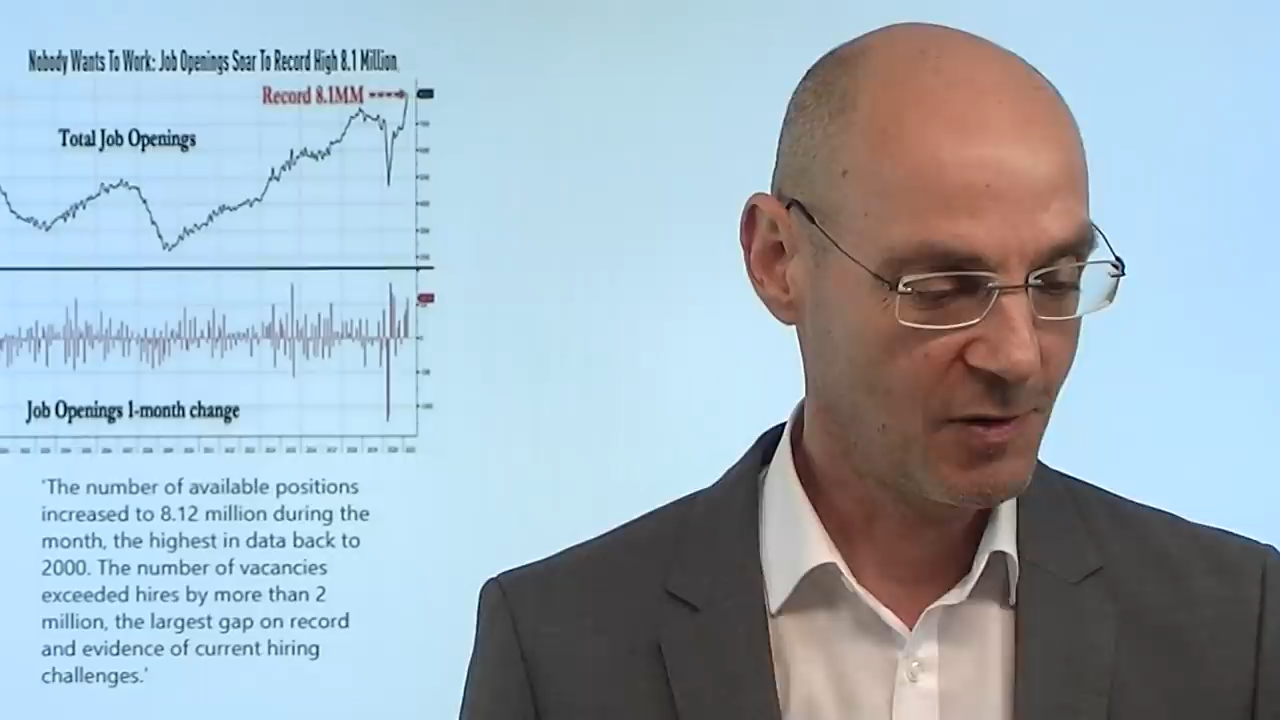 Nobody Wants To Work: Job Openings Soar To Record High 8.1 Million
Record 8.1MM
Total Job Openings
Job Openings 1-month change
'The number of available positions
increased to 8.12 million during the
month, the highest in data back to
2000. The number of vacancies
exceeded hires by more than 2
million, the largest gap on record
and evidence of current hiring
challenges.'